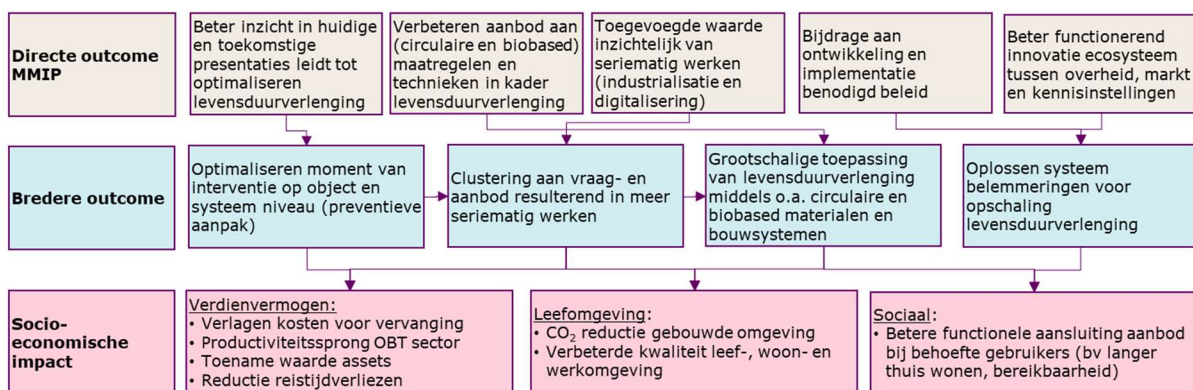 Directe outcome
MMIP
Beter inzicht in huidige
en toekomstige
presentaties leidt tot
optimaliseren
levensduurverlenging
Verbeteren aanbod aan
(circulaire en biobased)
maatregelen en
technieken in kader
levensduurverlenging
Toegevoegde waarde
inzichtelijk van
seriematig werken
(industrialisatie en
digitalisering)
Bijdrage aan
ontwikkeling en
implementatie
benodigd beleid
Beter functionerend
innovatie ecosysteem
tussen overheid, markt
en kennisinstellingen
Bredere outcome
Optimaliseren moment van
interventie op object en
systeem niveau (preventieve
aanpak)
Clustering aan vraag- en
aanbod resulterend in meer
seriematig werken
Grootschalige toepassing
van levensduurverlenging
middels o.a. circulaire en
biobased materialen en
bouwsystemen
Oplossen systeem
belemmeringen voor
opschaling
levensduurverlenging
Socio-
economische
impact
Verdienvermogen:
• Verlagen kosten voor vervanging
• Productiviteitssprong OBT sector
• Toename waarde assets
• Reductie reistijdverliezen
Leefomgeving:
• CO₂ reductie gebouwde omgeving
• Verbeterde kwaliteit leef-, woon- en
werkomgeving
Sociaal:
• Betere functionele aansluiting aanbod
bij behoefte gebruikers (bv langer
thuis wonen, bereikbaarheid)